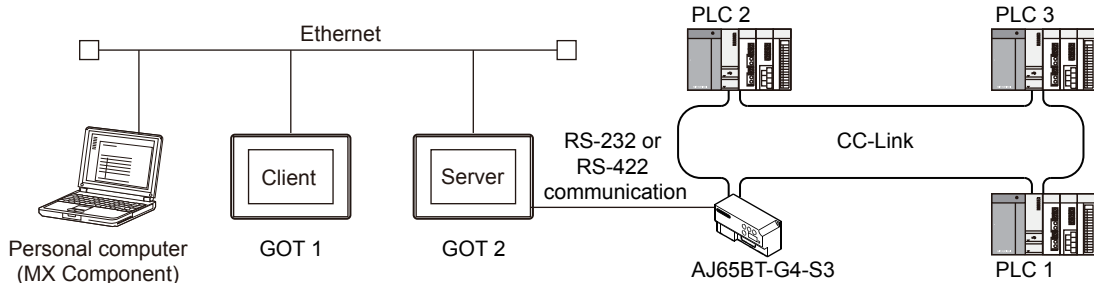 PLC 2
PLC 3
Ethernet
RS-232 or
RS-422
communication
CC-Link
Client
Server
Personal computer
(MX Component)
GOT 1
GOT 2
AJ65BT-G4-S3
PLC 1